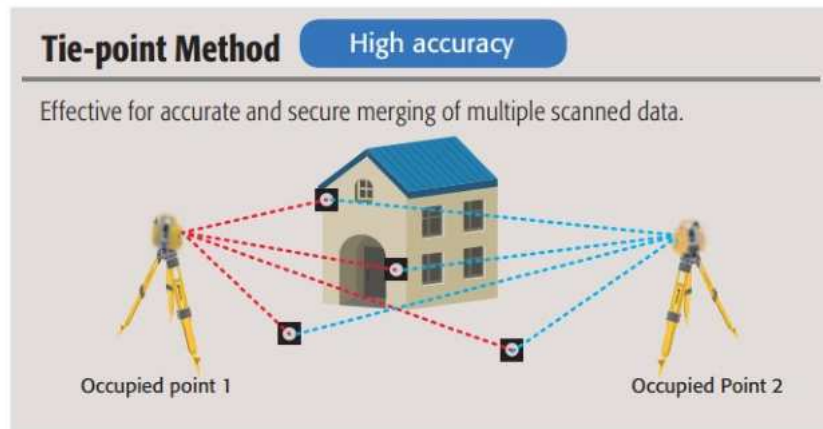 Tie-point Method
High accuracy
Effective for accurate and secure merging of multiple scanned data.
Occupied point 1
Occupied Point 2